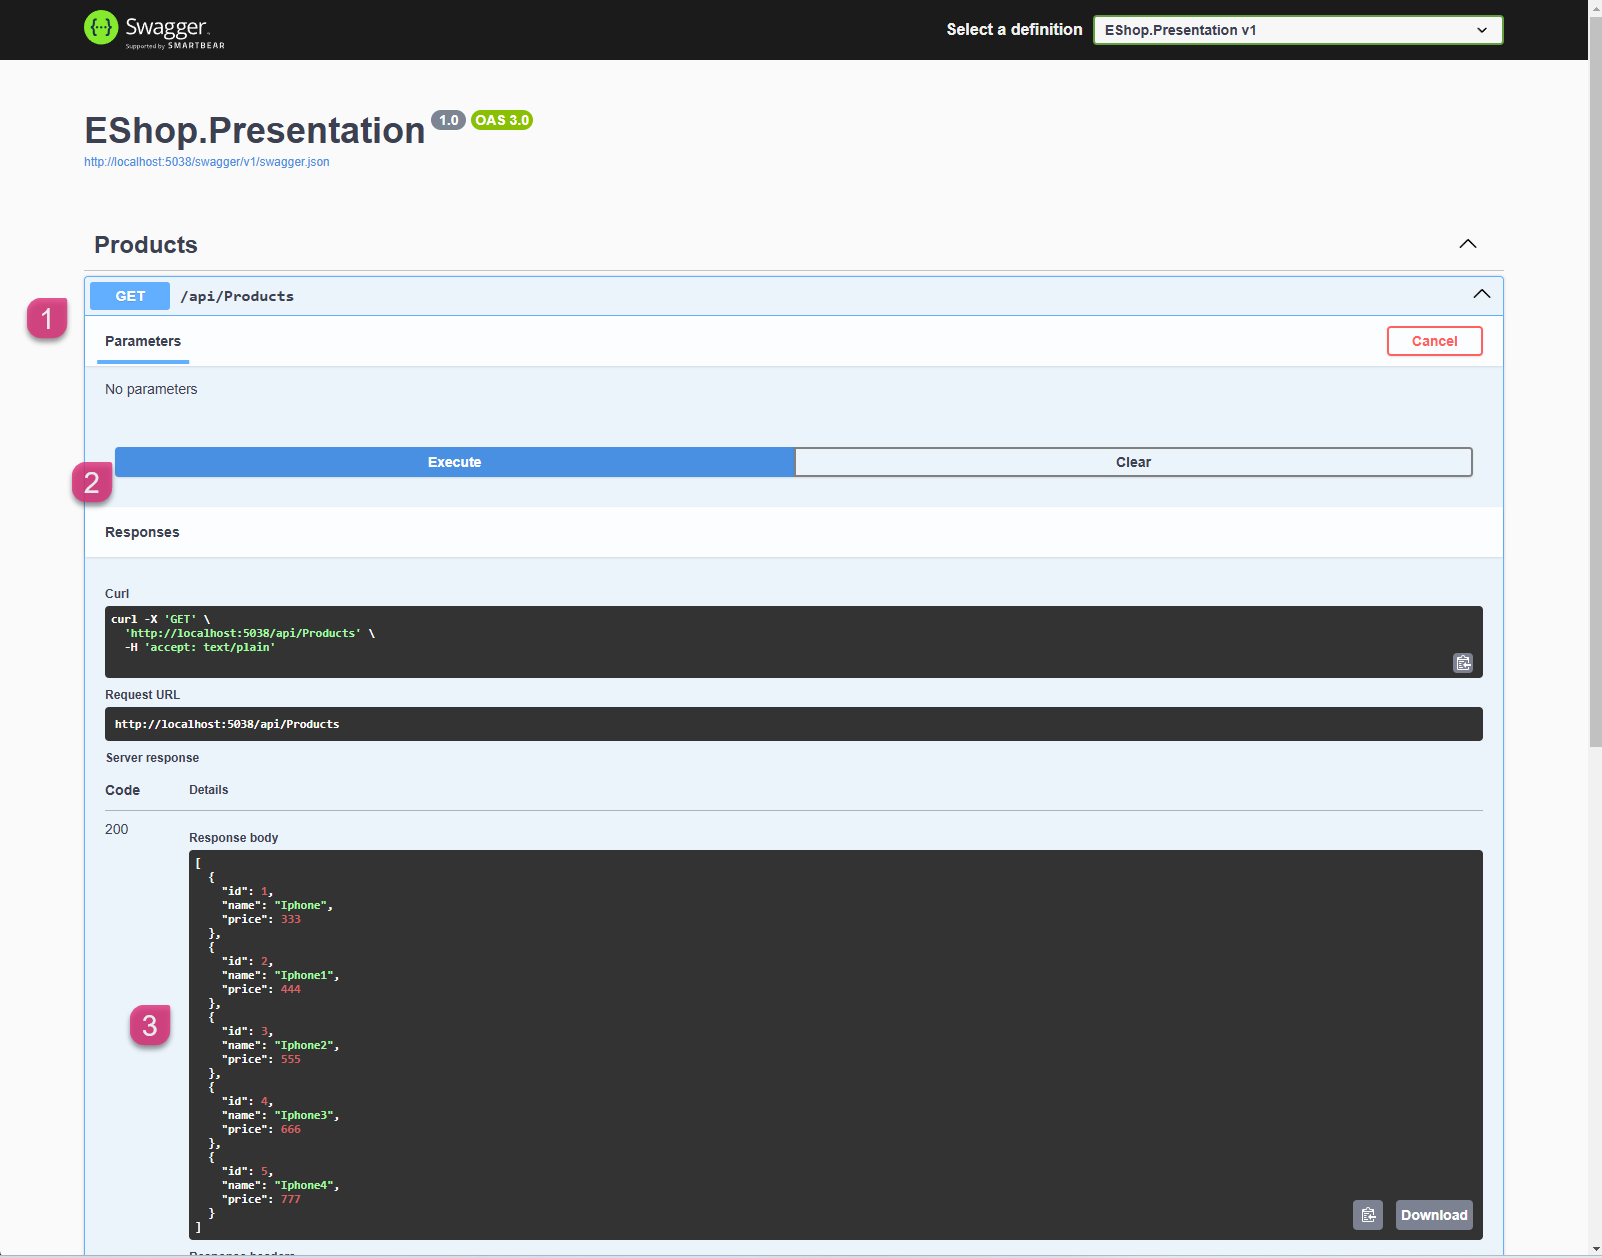 Swagger
Supported by SMARTBEAR
Select a definition
EShop.Presentation v1
EShop.Presentation 1.0 OAS 3.0
http://localhost:5038/swagger/v1/swagger.json
Products
GET /api/Products
1
Parameters
Cancel
No parameters
Execute
Clear
2
Responses
Curl
curl -X 'GET' \
  'http://localhost:5038/api/Products' \
  -H 'accept: text/plain'
Request URL
http://localhost:5038/api/Products
Server response
Code Details
200
Response body
[
  {
    "id": 1,
    "name": "Iphone",
    "price": 333
  },
  {
    "id": 2,
    "name": "Iphone1",
    "price": 444
  },
  {
    "id": 3,
    "name": "Iphone2",
    "price": 555
  },
  {
    "id": 4,
    "name": "Iphone3",
    "price": 666
  },
  {
    "id": 5,
    "name": "Iphone4",
    "price": 777
  }
]
3
Download
Response headers